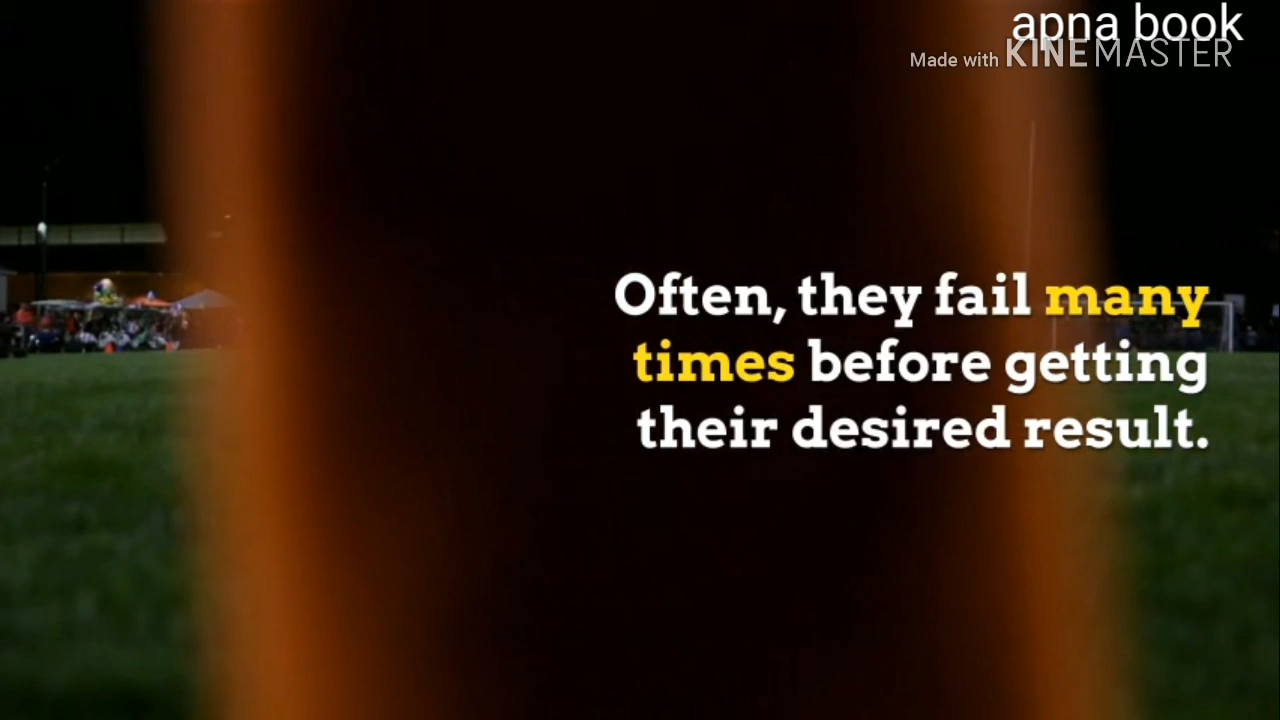 apna book
Made with KINEMASTER
Often, they fail many
times before getting
their desired result.